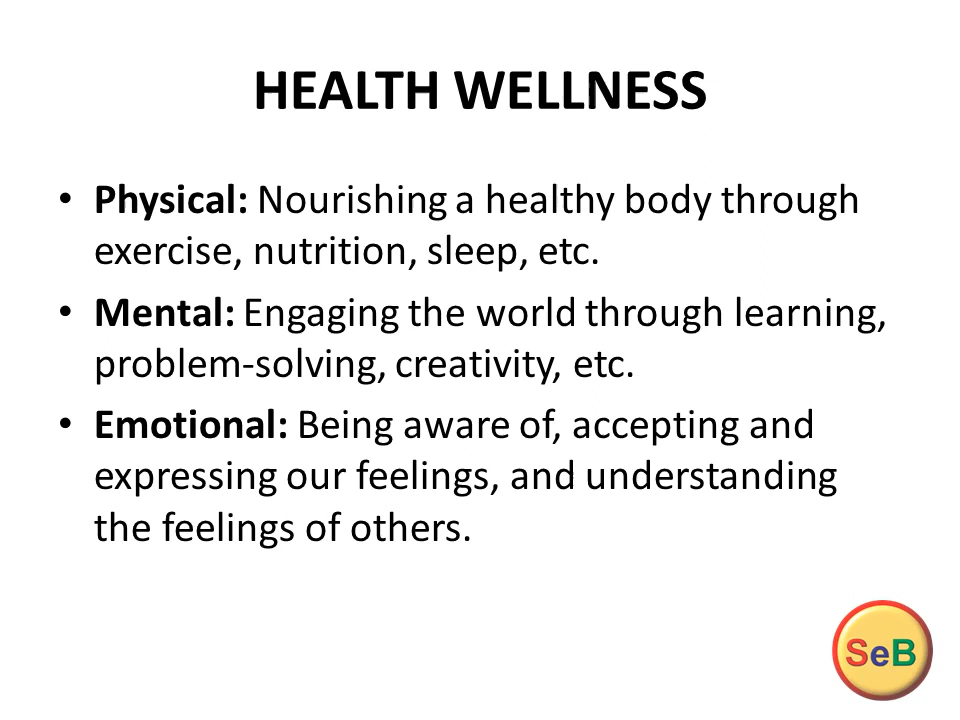 HEALTH WELLNESS
• Physical: Nourishing a healthy body through
exercise, nutrition, sleep, etc.
• Mental: Engaging the world through learning,
problem-solving, creativity, etc.
• Emotional: Being aware of, accepting and
expressing our feelings, and understanding
the feelings of others.
SeB